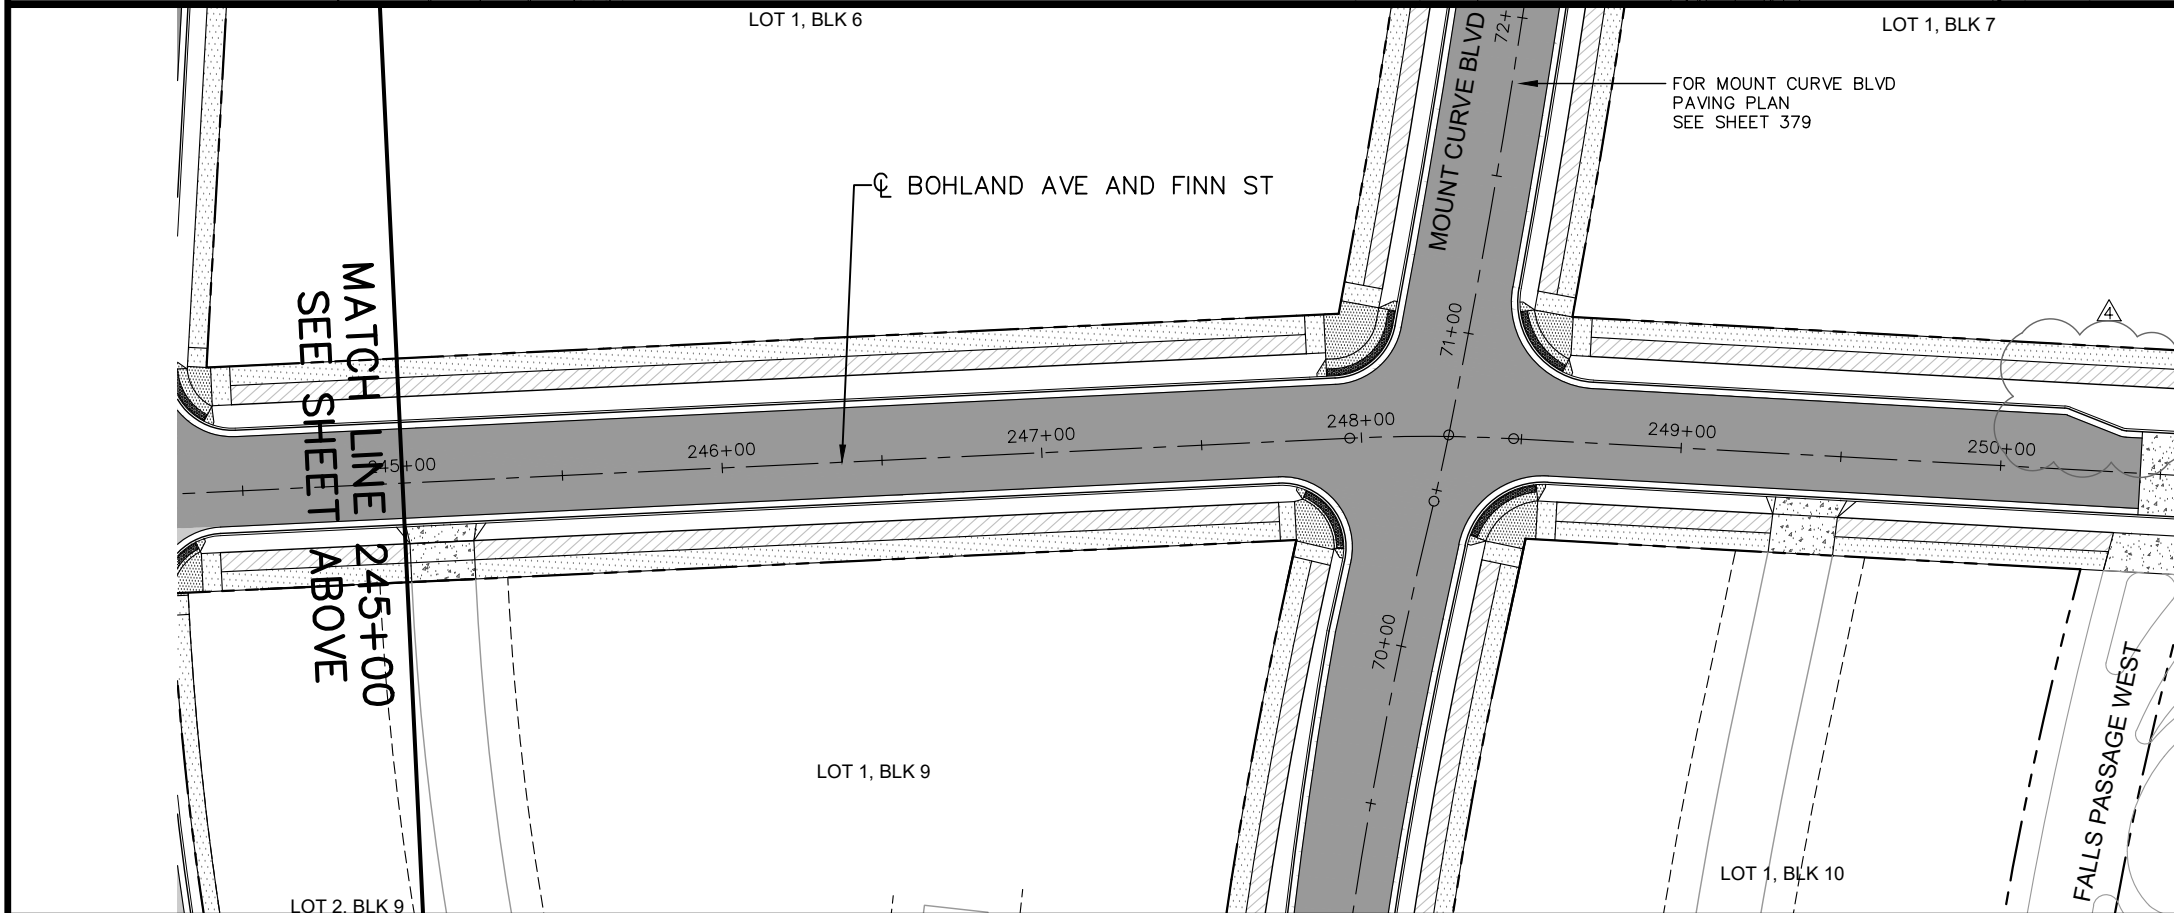 LOT 1, BLK 6
LOT 1, BLK 7
MOUNT CURVE BLVD
72+
FOR MOUNT CURVE BLVD
PAVING PLAN
SEE SHEET 379
℄ BOHLAND AVE AND FINN ST
MATCH LINE 245+00
SEE SHEET ABOVE
4
71+00
245+00
246+00
247+00
248+00
249+00
250+00
70+00
LOT 1, BLK 9
LOT 1, BLK 10
FALLS PASSAGE WEST
LOT 2, BLK 9